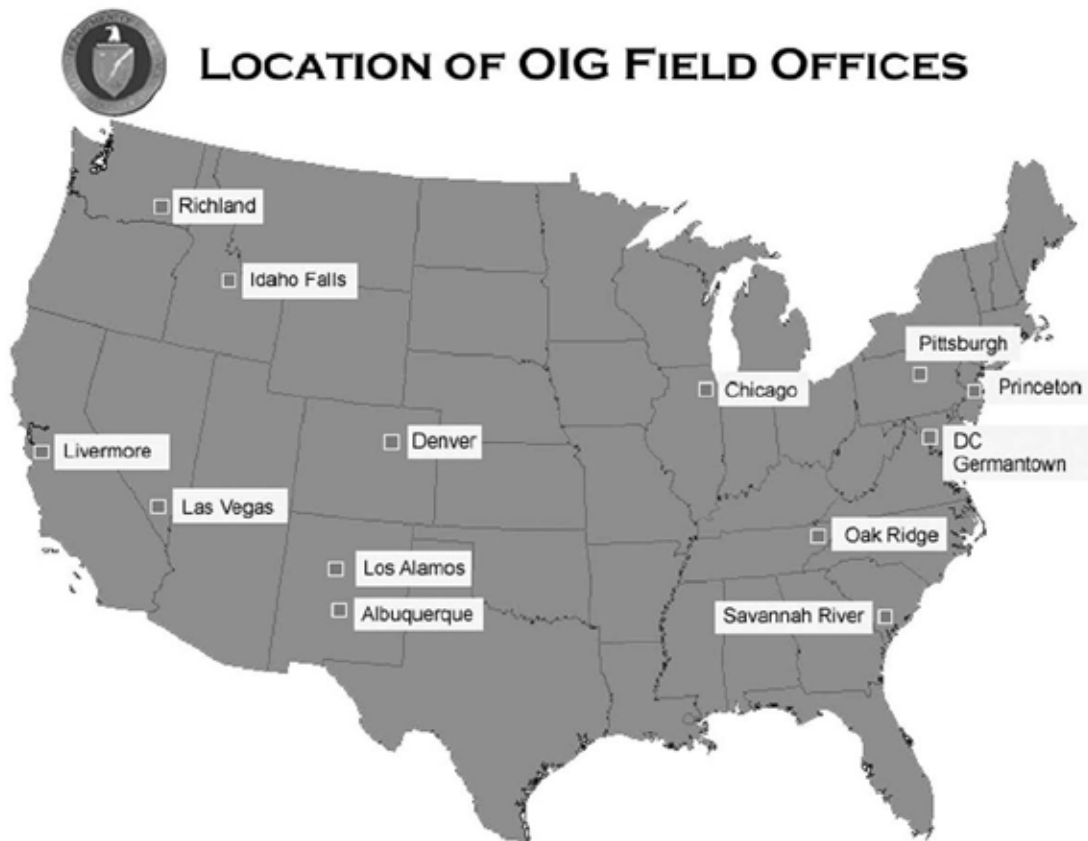 LOCATION OF OIG FIELD OFFICES
Richland
Idaho Falls
Pittsburgh
Chicago
Princeton
Livermore
Denver
DC
Germantown
Las Vegas
Oak Ridge
Los Alamos
Albuquerque
Savannah River